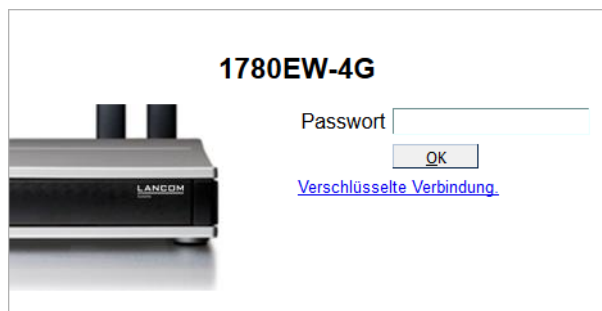 1780EW-4G
Passwort
OK
LANCOM
Verschlüsselte Verbindung.